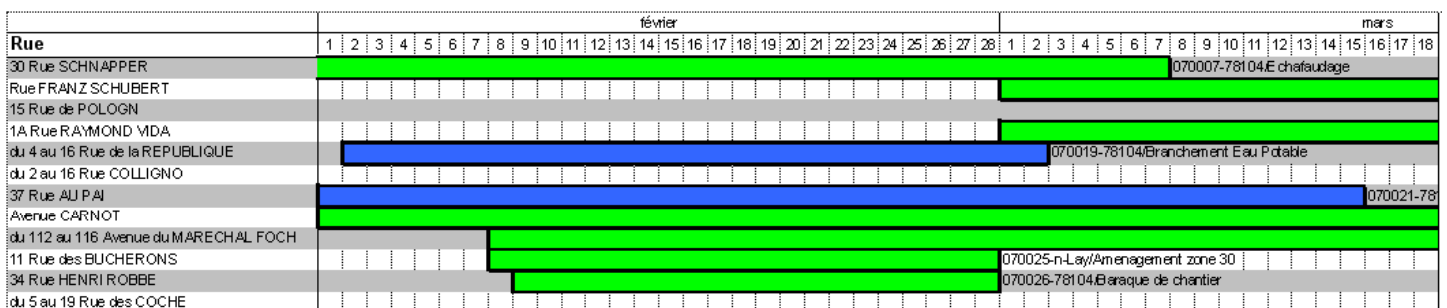 février mars
Rue 1 2 3 4 5 6 7 8 9 10 11 12 13 14 15 16 17 18 19 20 21 22 23 24 25 26 27 28 1 2 3 4 5 6 7 8 9 10 11 12 13 14 15 16 17 18
30 Rue SCHNAPPER 070007-78104/Echafaudage
Rue FRANZ SCHUBERT
15 Rue de POLOGN
1A Rue RAYMOND VIDA
du 4 au 16 Rue de la REPUBLIQUE 070019-78104/Branchement Eau Potable
du 2 au 16 Rue COLLIGNO
37 Rue AU PAI 070021-781
Avenue CARNOT
du 112 au 116 Avenue du MARECHAL FOCH
11 Rue des BUCHERONS 070025-n-Lay/Amenagement zone 30
34 Rue HENRI ROBBE 070026-78104/Baraque de chantier
du 5 au 19 Rue des COCHE